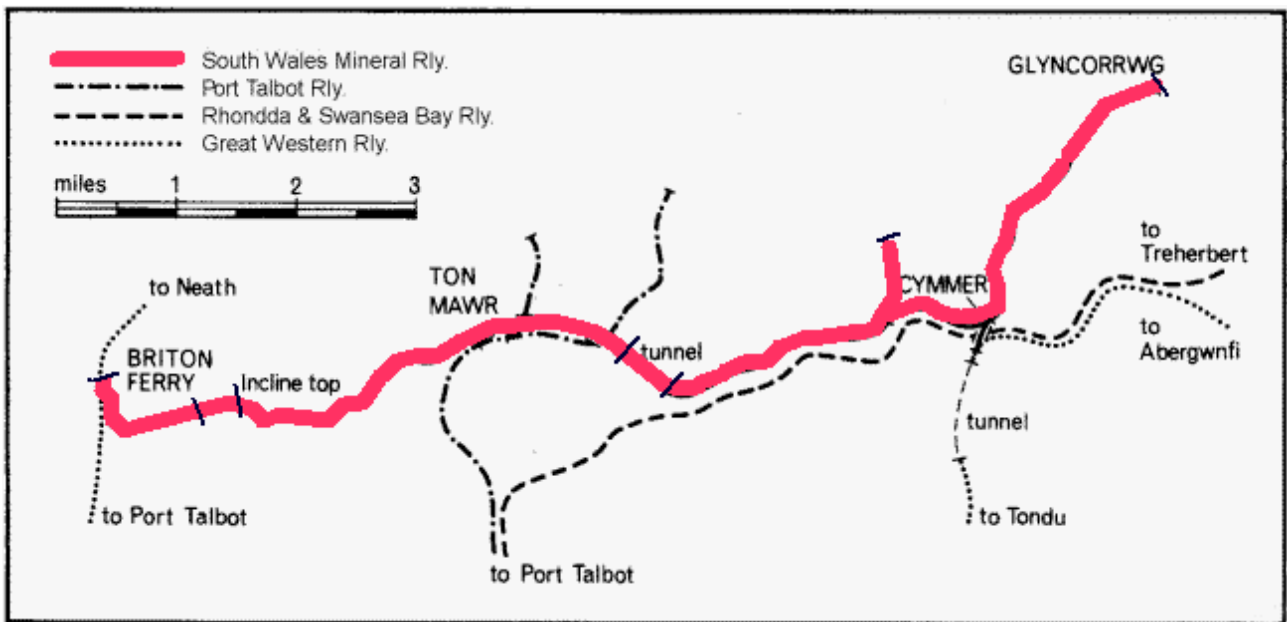 South Wales Mineral Rly.
Port Talbot Rly.
Rhondda & Swansea Bay Rly.
Great Western Rly.
miles 1 2 3
GLYNCORRWG
to
Treherbert
CYMMER
to
Abergwnfi
TON
MAWR
to Neath
tunnel
BRITON
FERRY
Incline top
tunnel
to Port Talbot
to Tondu
to Port Talbot